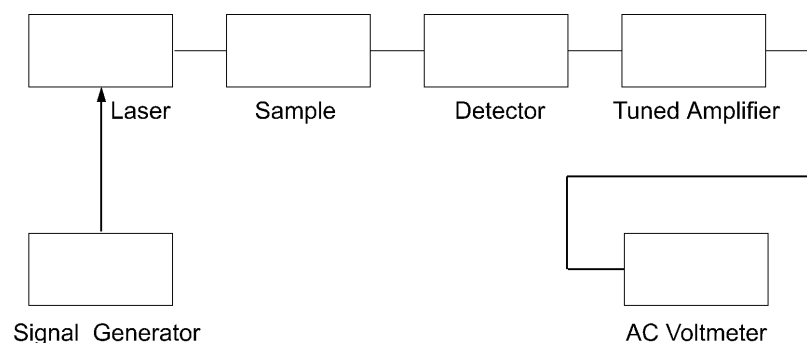 Laser
Sample
Detector
Tuned Amplifier
Signal Generator
AC Voltmeter